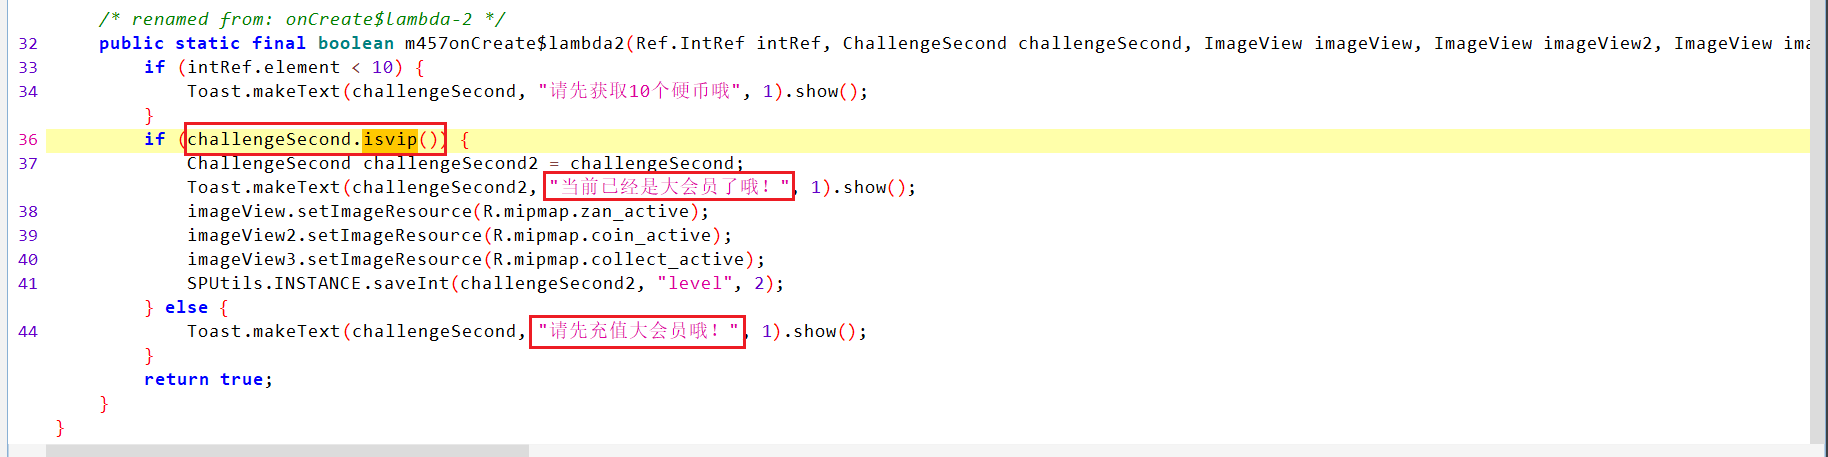 /* renamed from: onCreate$lambda-2 */
32 public static final boolean m457onCreate$lambda2(Ref.IntRef intRef, ChallengeSecond challengeSecond, ImageView imageView, ImageView imageView2, ImageView ima
33 if (intRef.element < 10) {
34 Toast.makeText(challengeSecond, "请先获取10个硬币哦", 1).show();
}
36 if (challengeSecond.isvip()) {
37 ChallengeSecond challengeSecond2 = challengeSecond;
Toast.makeText(challengeSecond2, "当前已经是大会员了哦!", 1).show();
38 imageView.setImageResource(R.mipmap.zan_active);
39 imageView2.setImageResource(R.mipmap.coin_active);
40 imageView3.setImageResource(R.mipmap.collect_active);
41 SPUtils.INSTANCE.saveInt(challengeSecond2, "level", 2);
} else {
44 Toast.makeText(challengeSecond, "请先充值大会员哦!", 1).show();
}
return true;
}
}